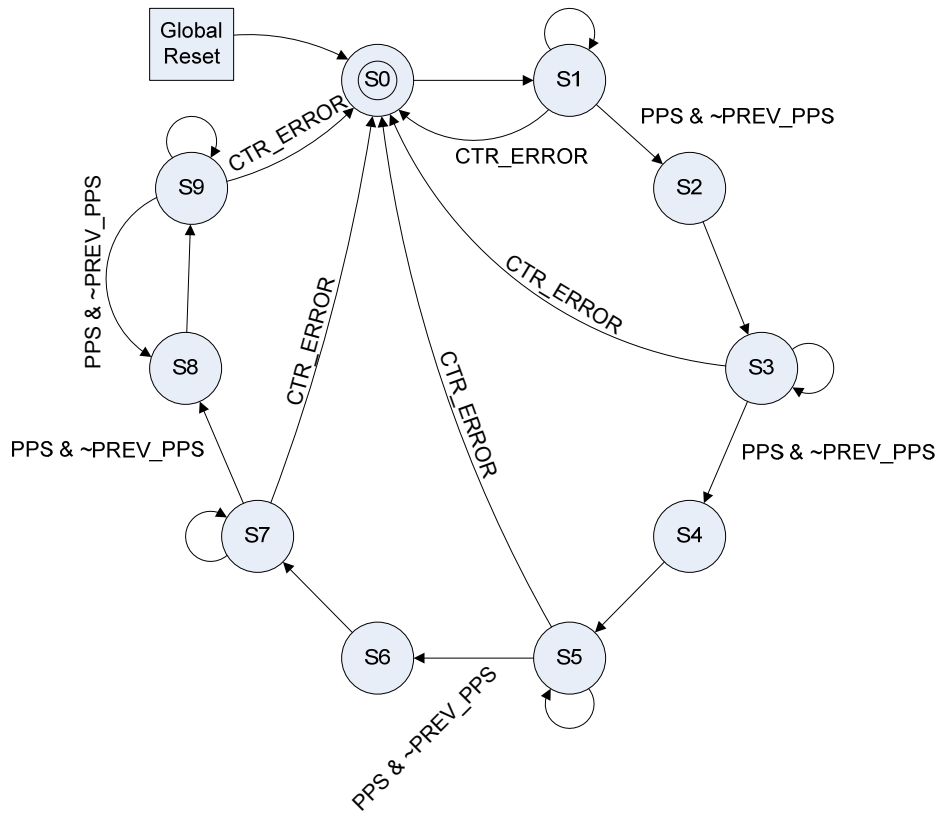 Global
Reset
S0
S1
PPS & ~PREV_PPS
CTR_ERROR
CTR_ERROR
S9
S2
PPS & ~PREV_PPS
CTR_ERROR
CTR_ERROR
S8
S3
CTR_ERROR
PPS & ~PREV_PPS
PPS & ~PREV_PPS
S7
S4
S6
S5
PPS & ~PREV_PPS